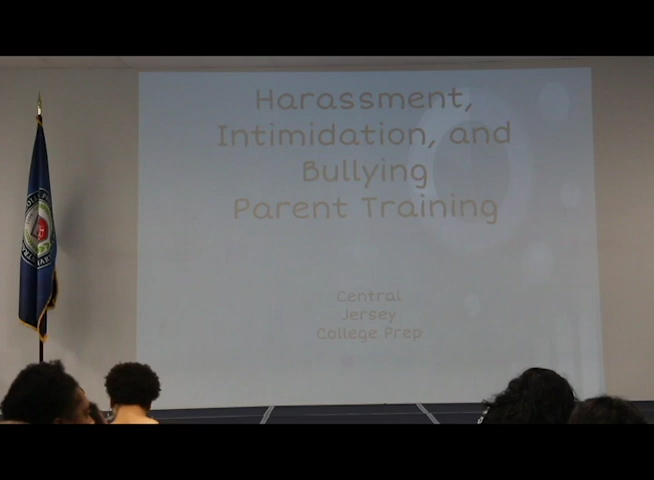 Harassment,
Intimidation, and
Bullying
Parent Training
Central
Jersey
College Prep